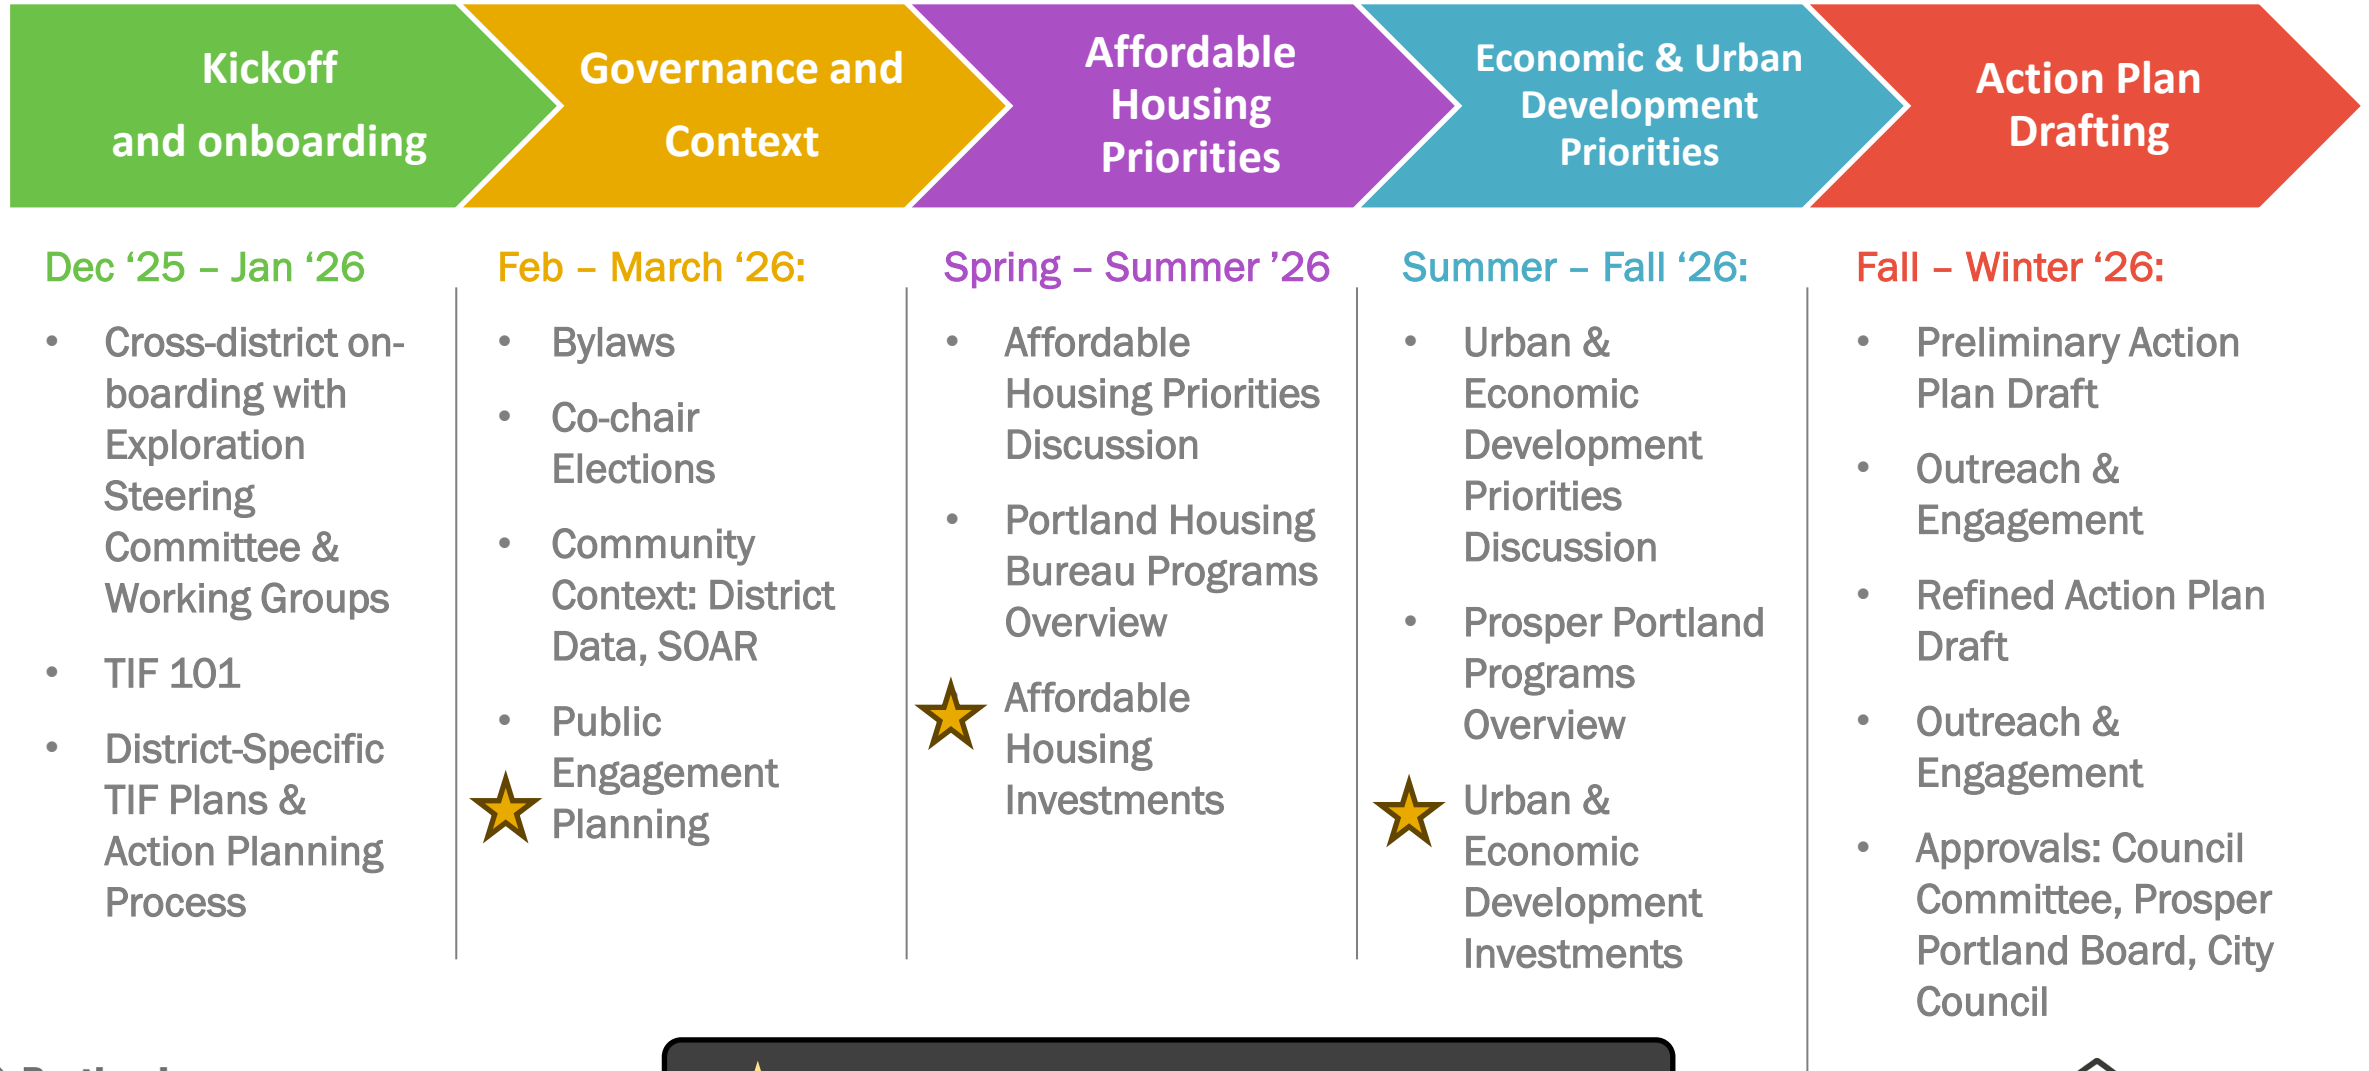 Kickoff
and onboarding
Governance and
Context
Affordable
Housing
Priorities
Economic & Urban
Development
Priorities
Action Plan
Drafting
Dec ‘25 – Jan ‘26
• Cross-district on-
boarding with
Exploration
Steering
Committee &
Working Groups
• TIF 101
• District-Specific
TIF Plans &
Action Planning
Process
Feb – March ‘26:
• Bylaws
• Co-chair
Elections
• Community
Context: District
Data, SOAR
• Public
Engagement
Planning
Spring – Summer ’26
• Affordable
Housing Priorities
Discussion
• Portland Housing
Bureau Programs
Overview
Affordable
Housing
Investments
Summer – Fall ‘26:
• Urban &
Economic
Development
Priorities
Discussion
• Prosper Portland
Programs
Overview
Urban &
Economic
Development
Investments
Fall – Winter ‘26:
• Preliminary Action
Plan Draft
• Outreach &
Engagement
• Refined Action Plan
Draft
• Outreach &
Engagement
• Approvals: Council
Committee, Prosper
Portland Board, City
Council